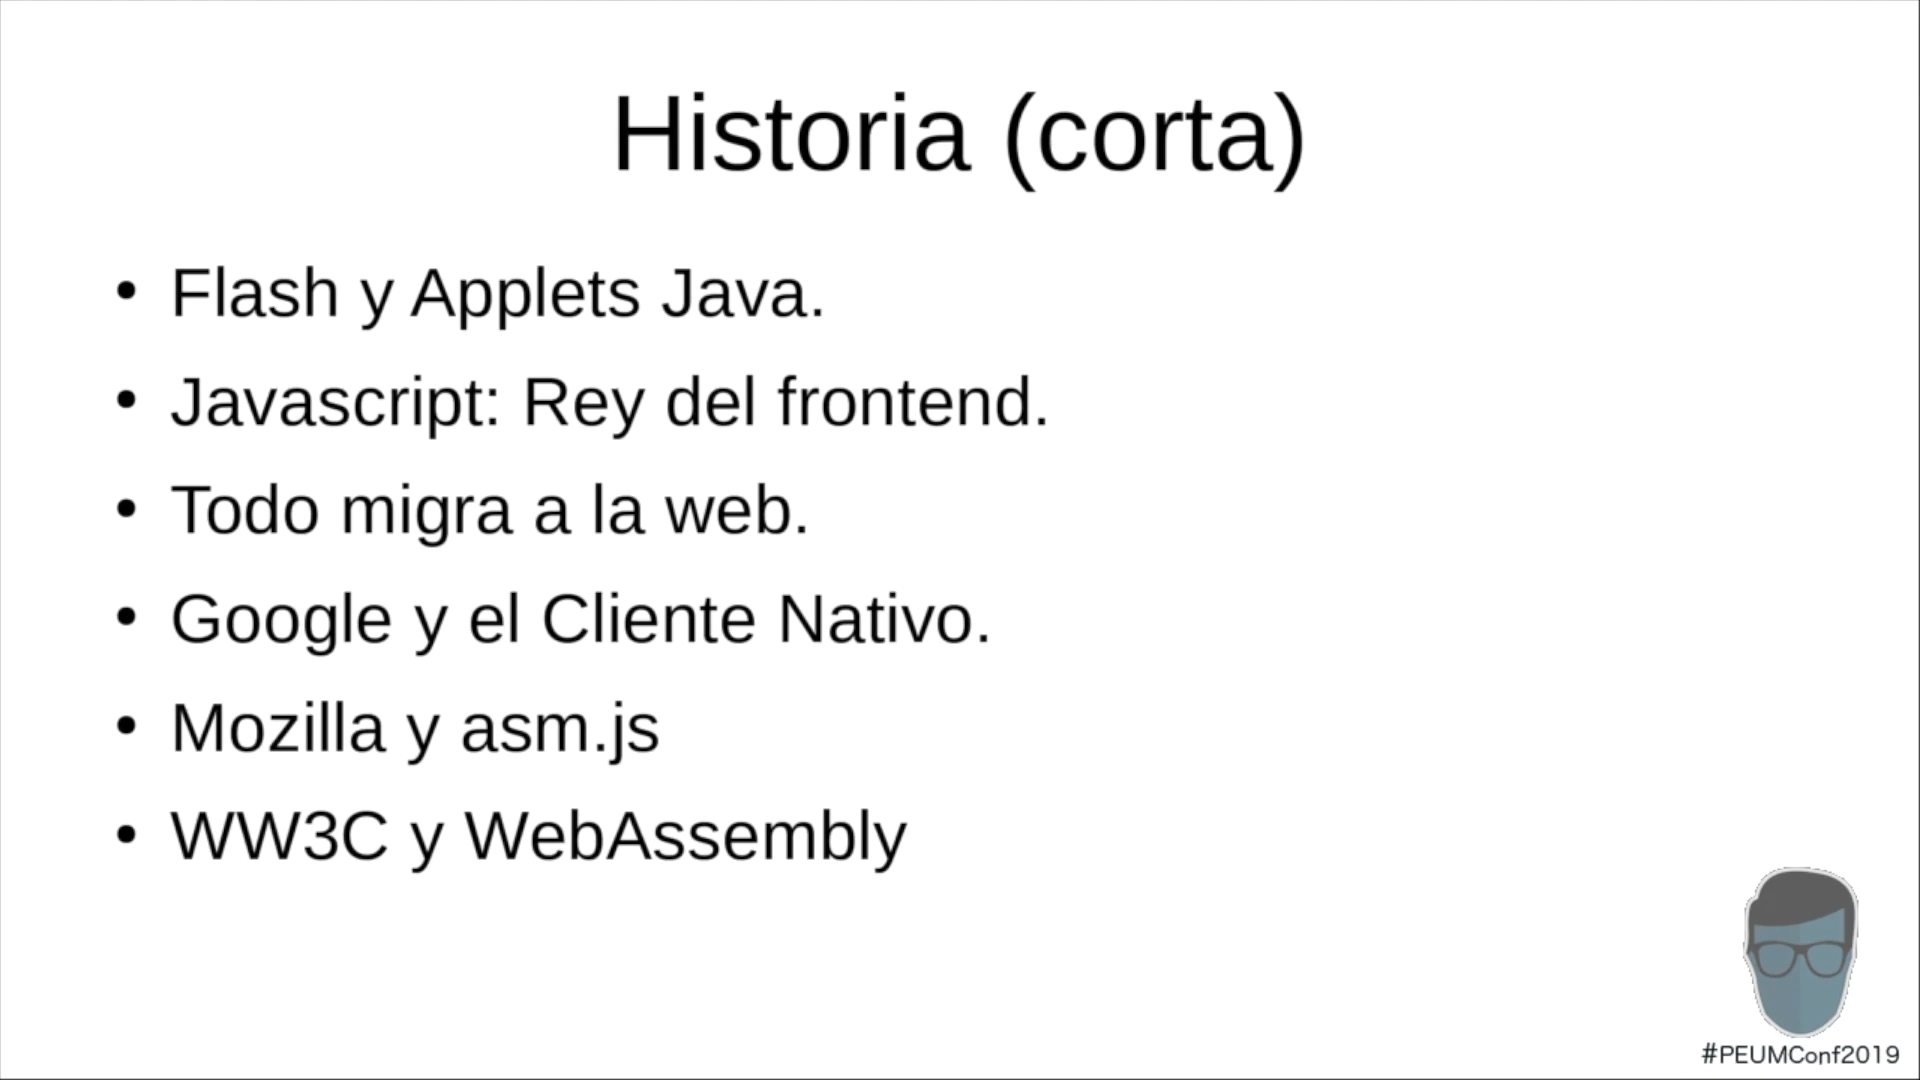 Historia (corta)
• Flash y Applets Java.
• Javascript: Rey del frontend.
• Todo migra a la web.
• Google y el Cliente Nativo.
• Mozilla y asm.js
• WW3C y WebAssembly
#PEUMConf2019